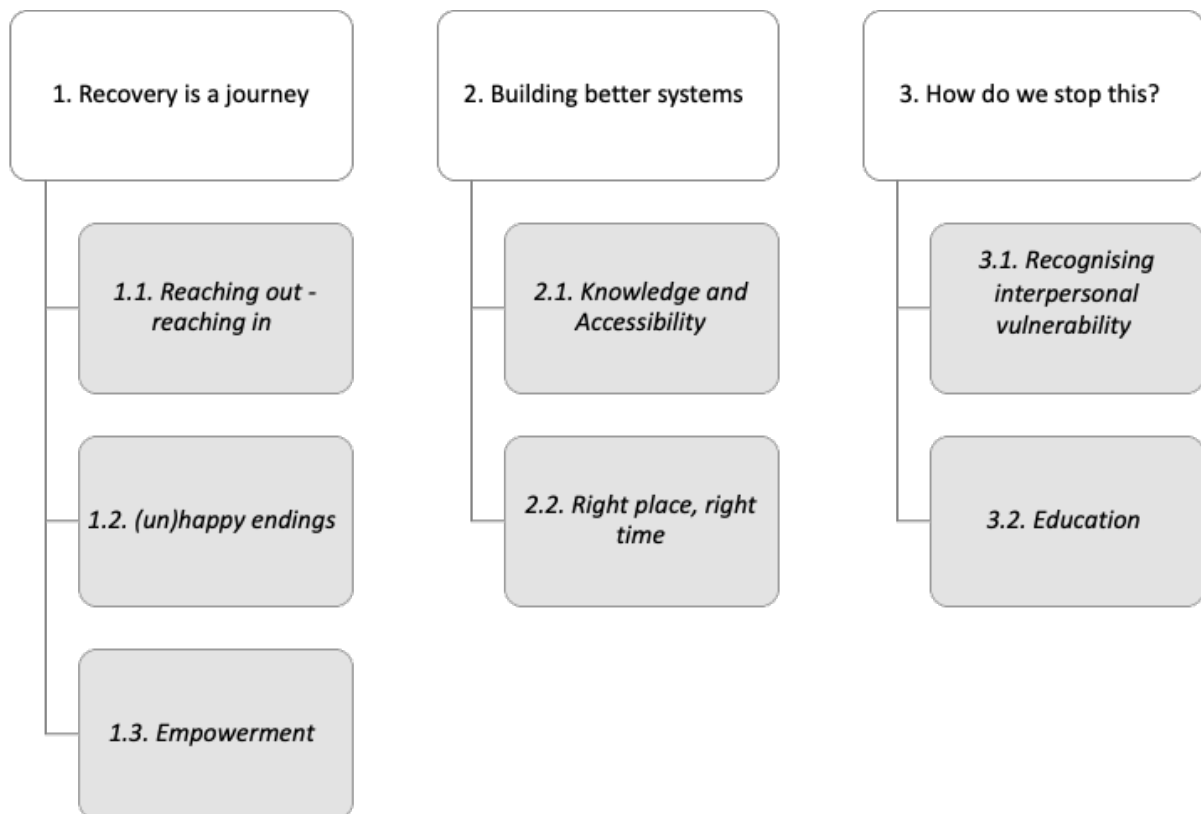 1. Recovery is a journey
1.1. Reaching out -
reaching in
1.2. (un)happy endings
1.3. Empowerment
2. Building better systems
2.1. Knowledge and
Accessibility
2.2. Right place, right
time
3. How do we stop this?
3.1. Recognising
interpersonal
vulnerability
3.2. Education